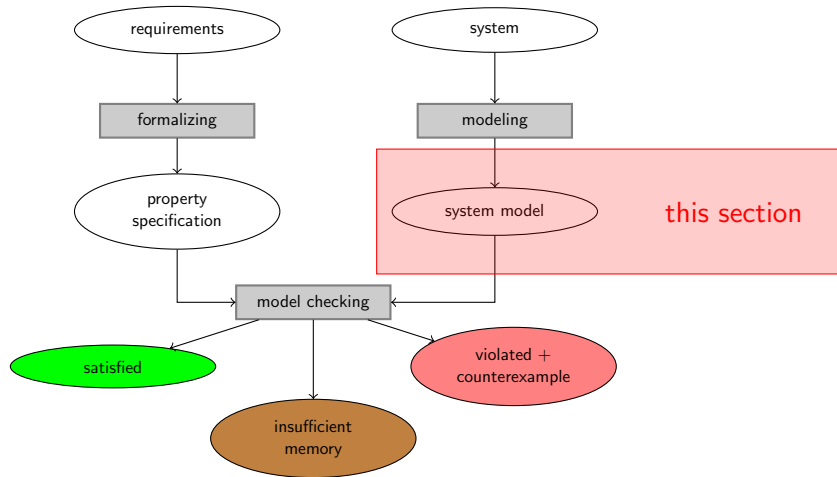 requirements
system
formalizing
modeling
property
specification
system model
this section
model checking
satisfied
violated +
counterexample
insufficient
memory